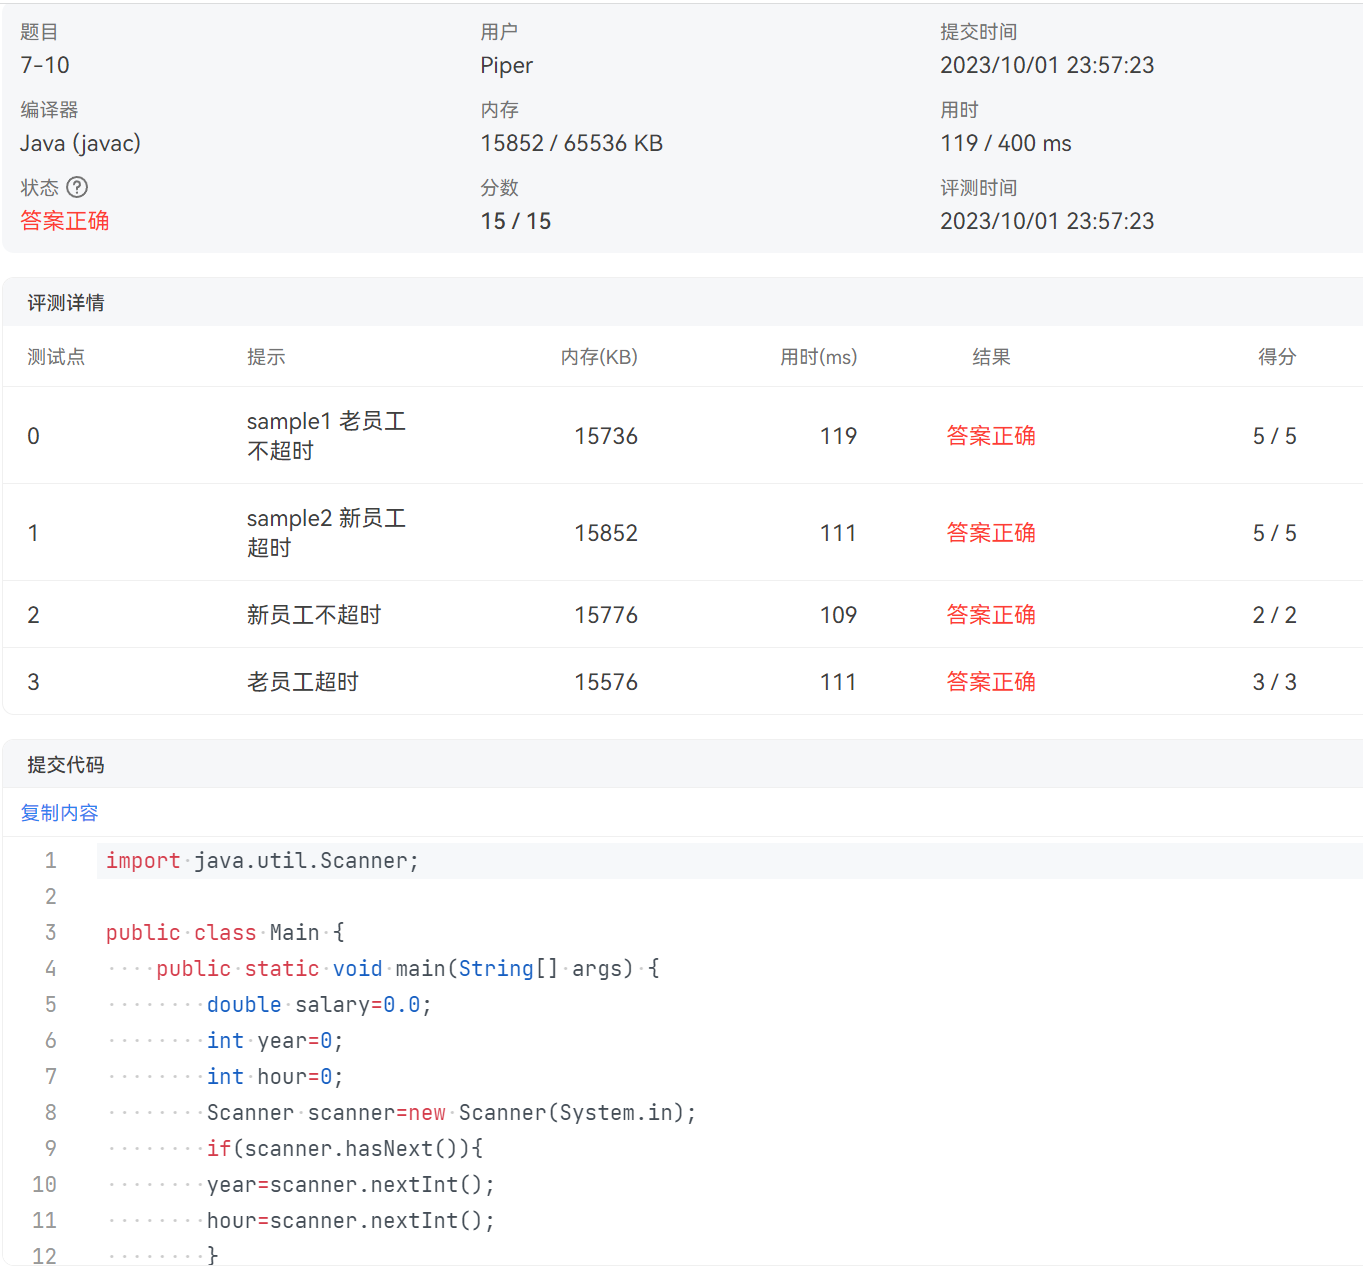 题目 用户 提交时间
7-10 Piper 2023/10/01 23:57:23
编译器 内存 用时
Java (javac) 15852 / 65536 KB 119 / 400 ms
状态 ? 分数 评测时间
答案正确 15 / 15 2023/10/01 23:57:23
评测详情
测试点 提示 内存(KB) 用时(ms) 结果 得分
0 sample1 老员工不超时 15736 119 答案正确 5 / 5
1 sample2 新员工超时 15852 111 答案正确 5 / 5
2 新员工不超时 15776 109 答案正确 2 / 2
3 老员工超时 15576 111 答案正确 3 / 3
提交代码
复制内容
1 import java.util.Scanner;
2
3 public class Main {
4     public static void main(String[] args) {
5         double salary=0.0;
6         int year=0;
7         int hour=0;
8         Scanner scanner=new Scanner(System.in);
9         if(scanner.hasNext()){
10         year=scanner.nextInt();
11         hour=scanner.nextInt();
12         }